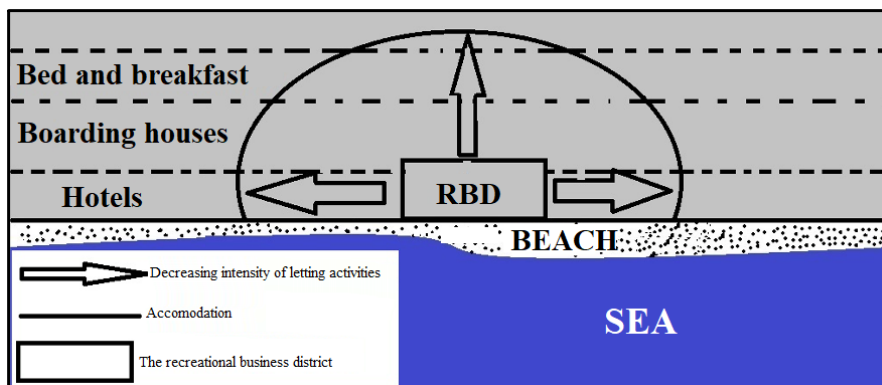 Bed and breakfast
Boarding houses
Hotels
RBD
BEACH
Decreasing intensity of letting activities
Accomodation
The recreational business district
SEA